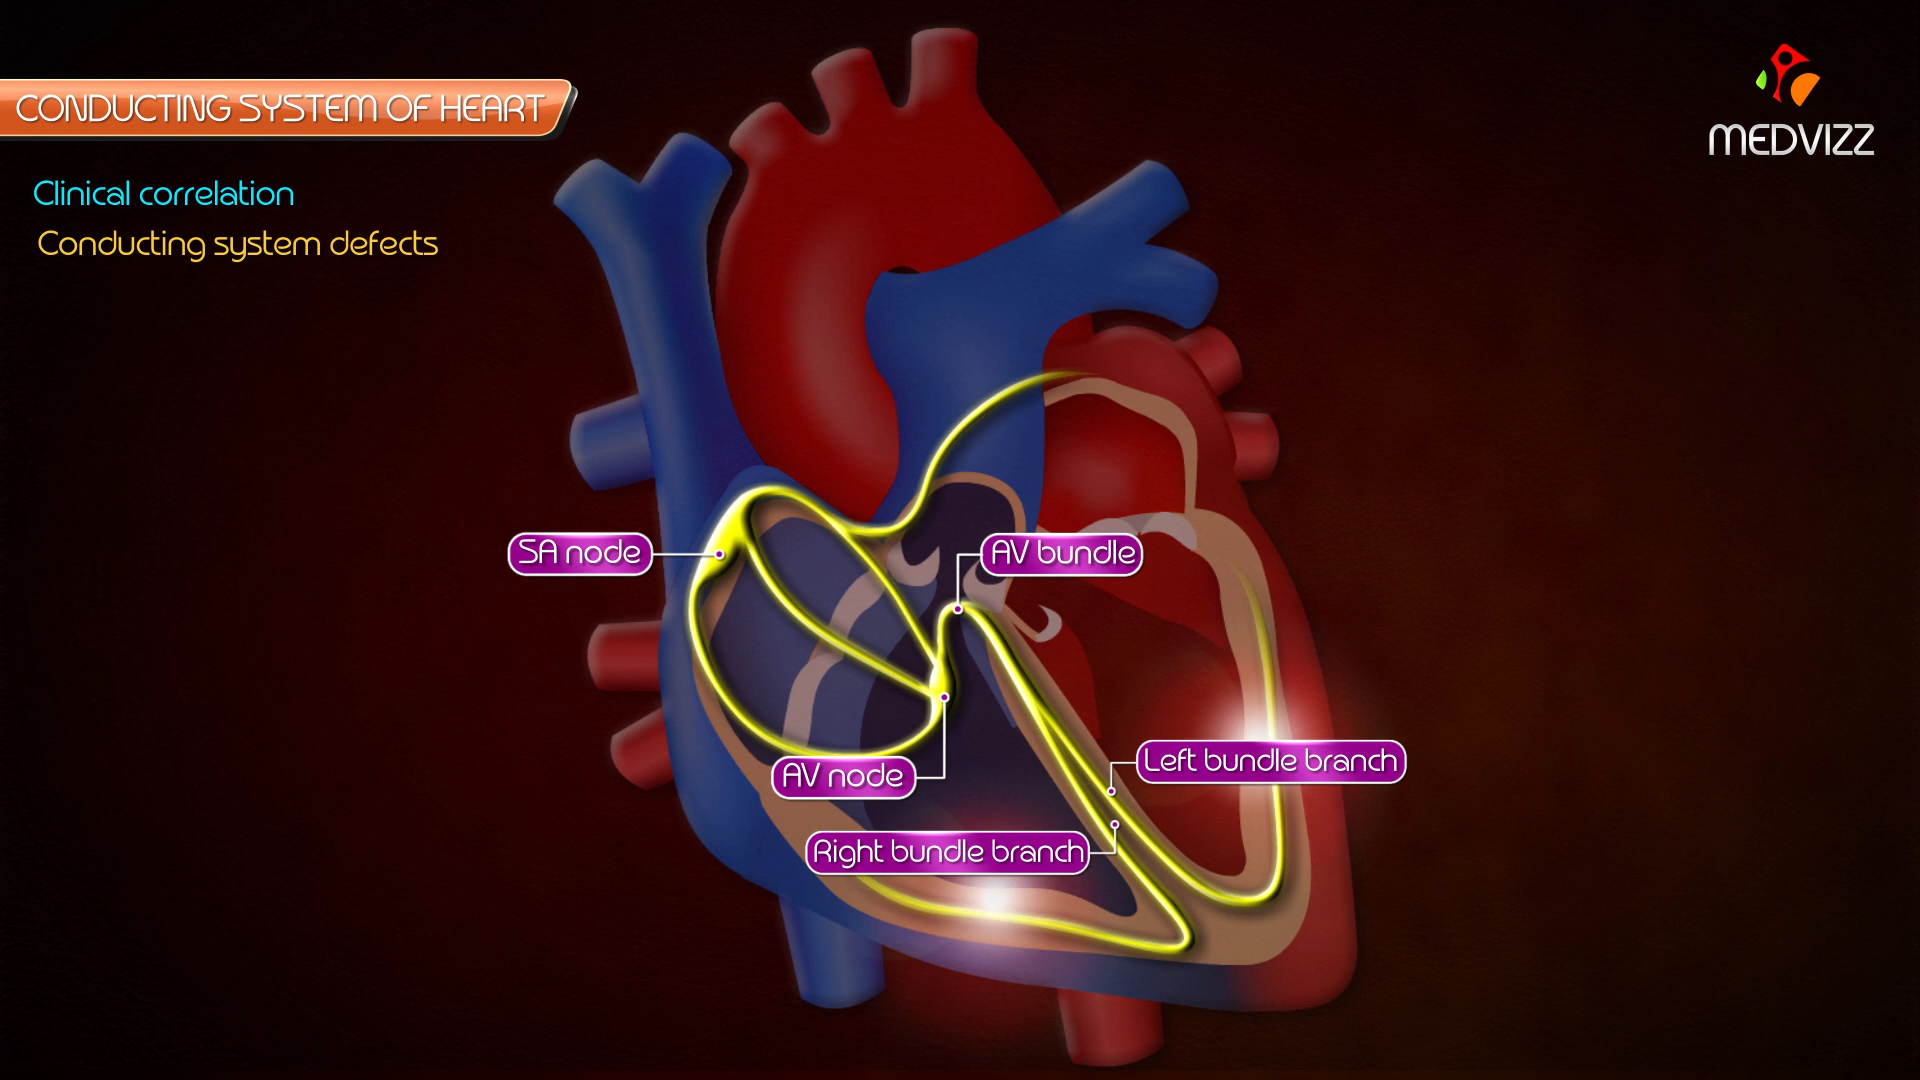 CONDUCTING SYSTEM OF HEART
MEDVIZZ
Clinical correlation
Conducting system defects
SA node
AV bundle
AV node
Left bundle branch
Right bundle branch